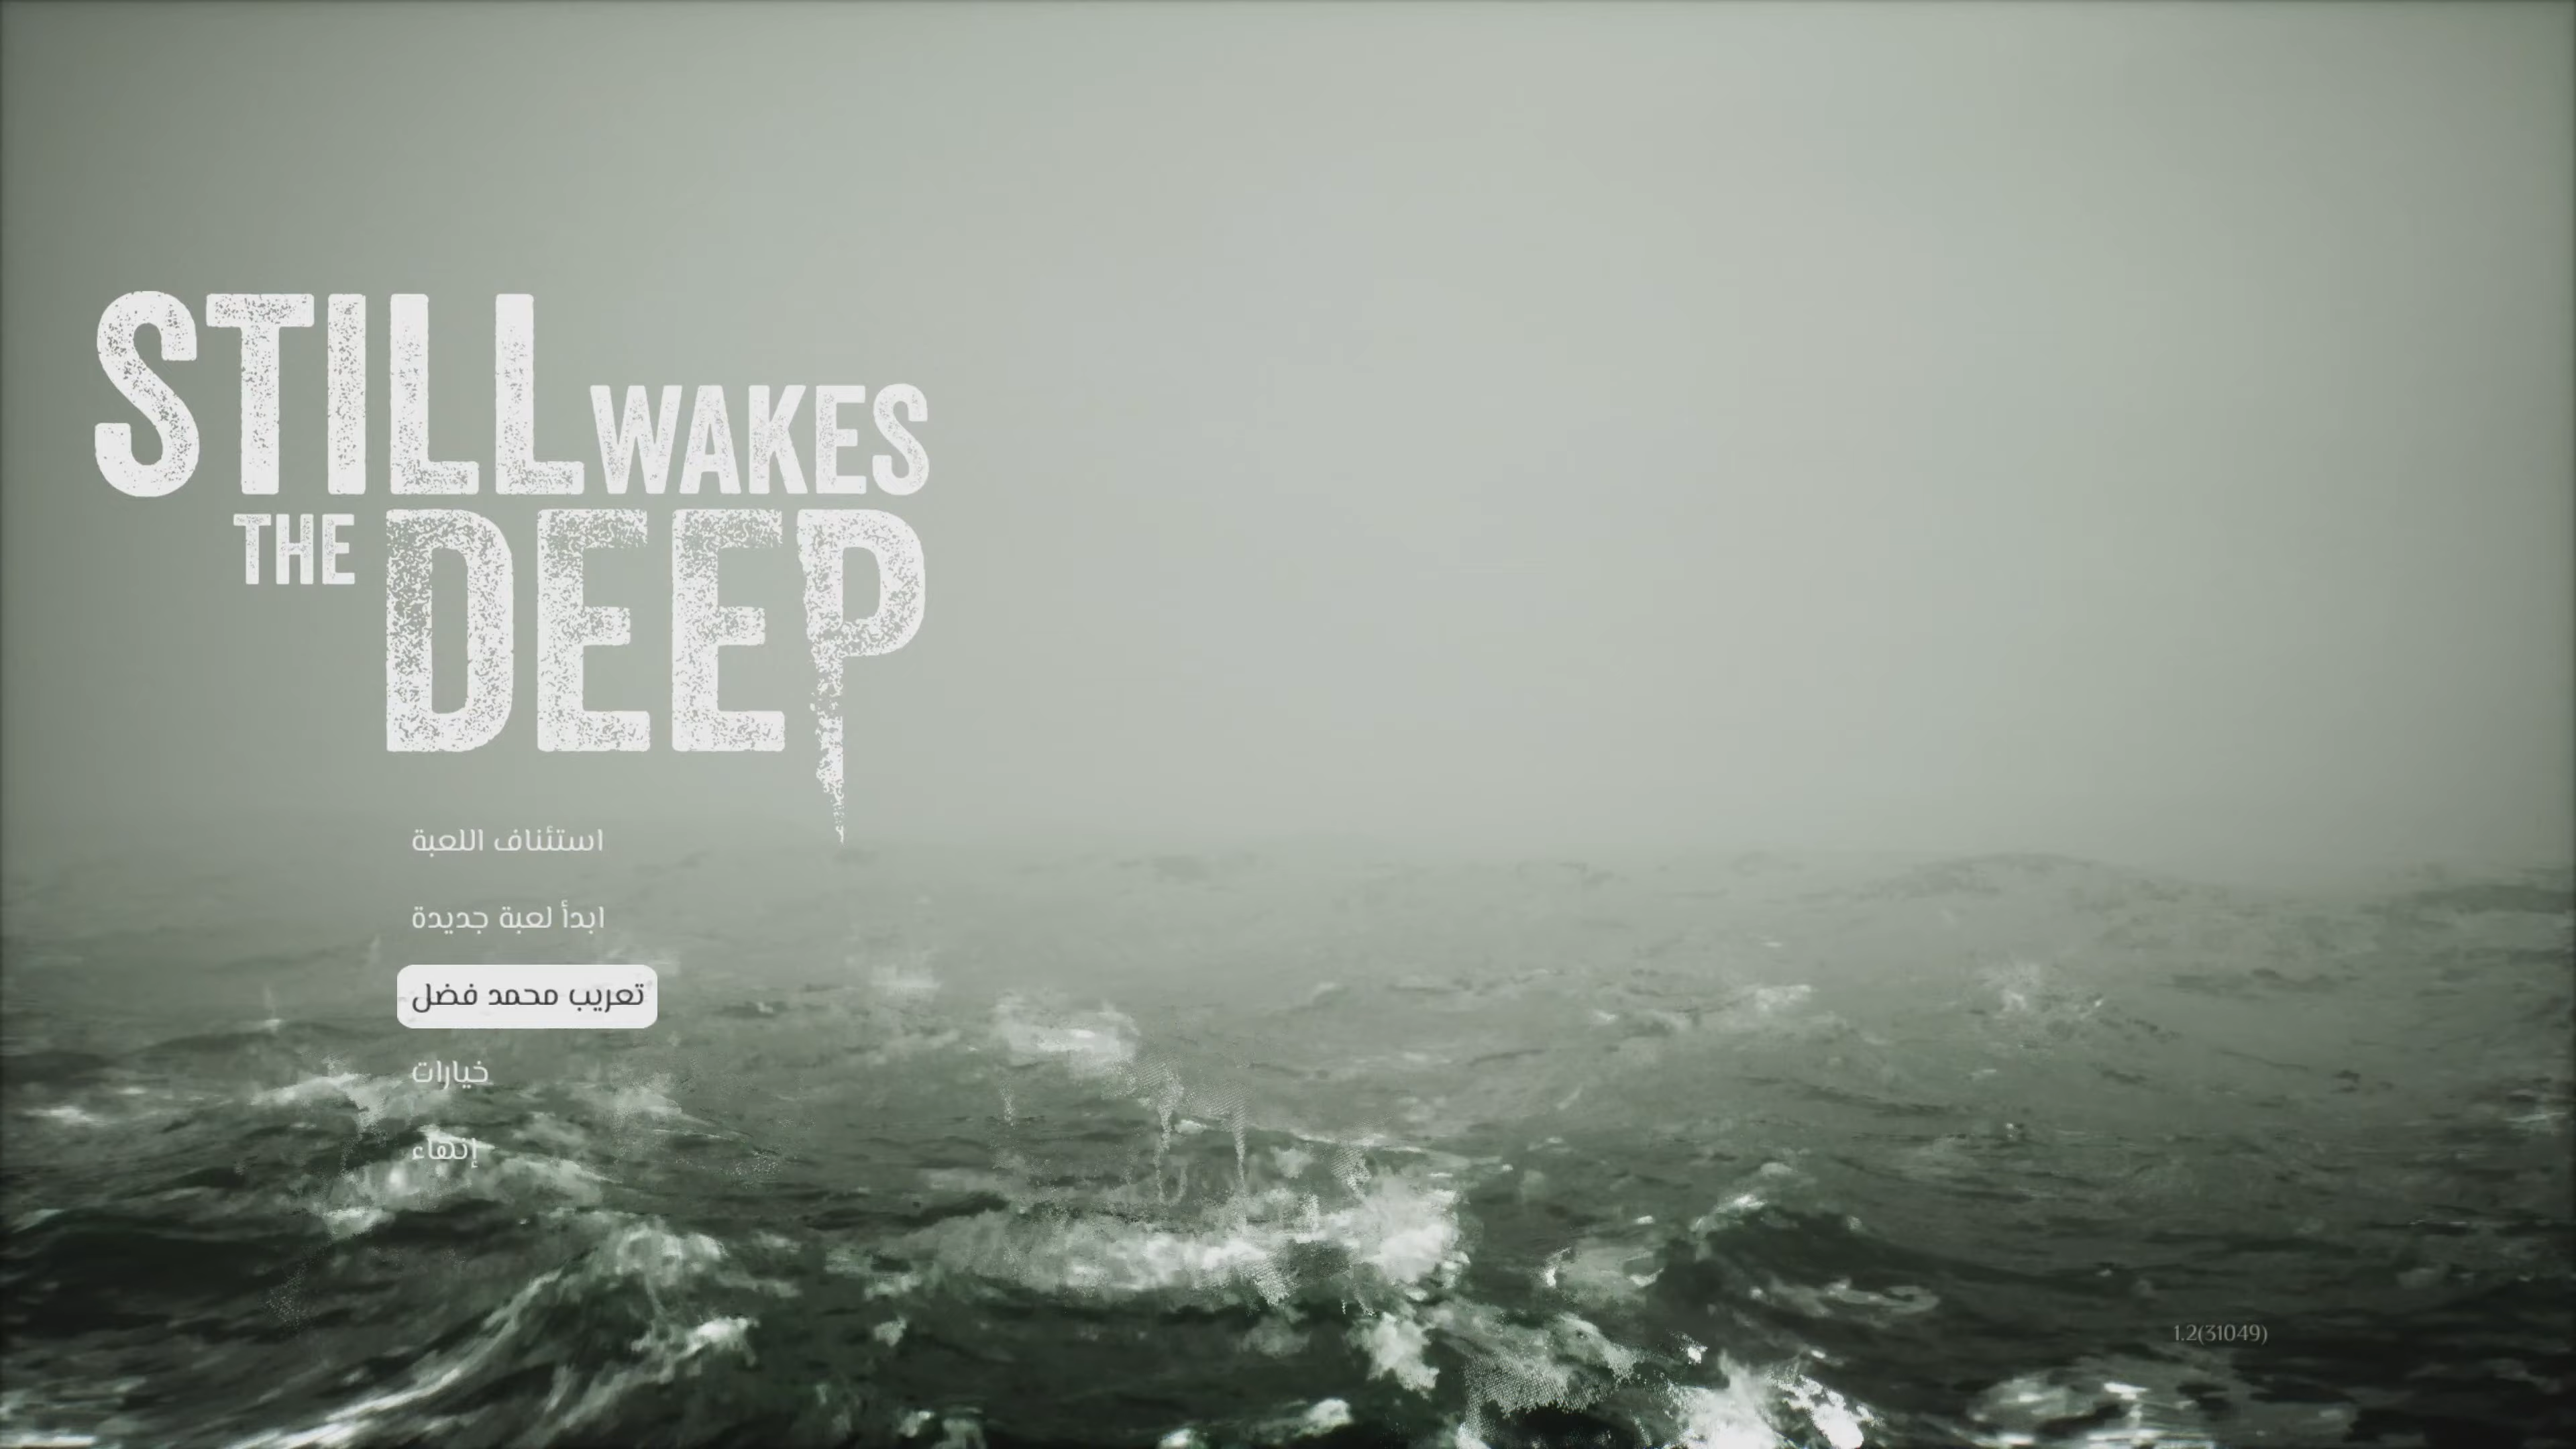 STILL WAKES
THE DEEP
استئناف اللعبة
ابدأ لعبة جديدة
تعريب محمد فضل
خيارات
إنهاء
1.2(31049)